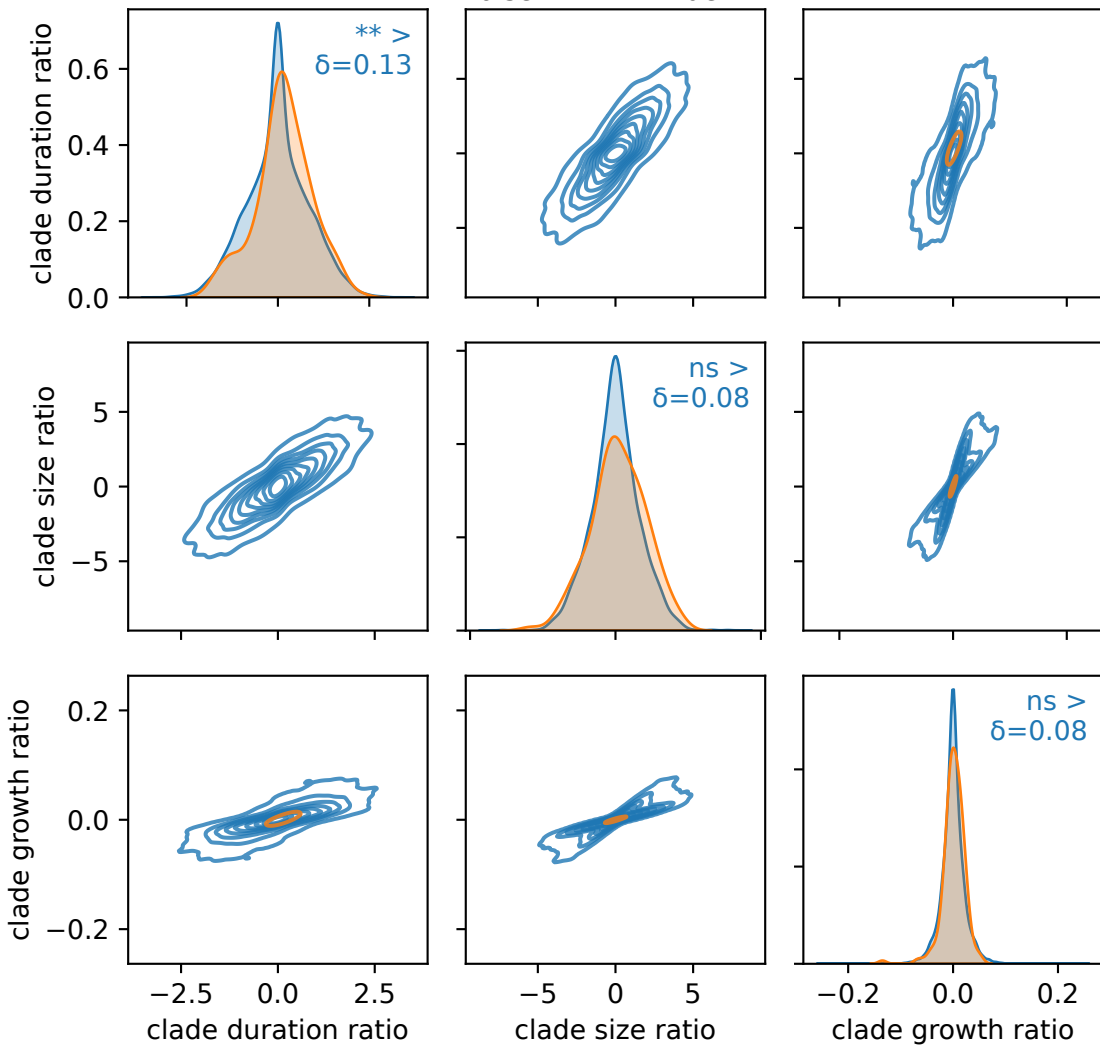 clade duration ratio
0.6
0.4
0.2
0.0
** >
δ=0.13
clade size ratio
5
0
−5
ns >
δ=0.08
clade growth ratio
0.2
0.0
−0.2
ns >
δ=0.08
−2.5 0.0 2.5
−5 0 5
−0.2 0.0 0.2
clade duration ratio
clade size ratio
clade growth ratio